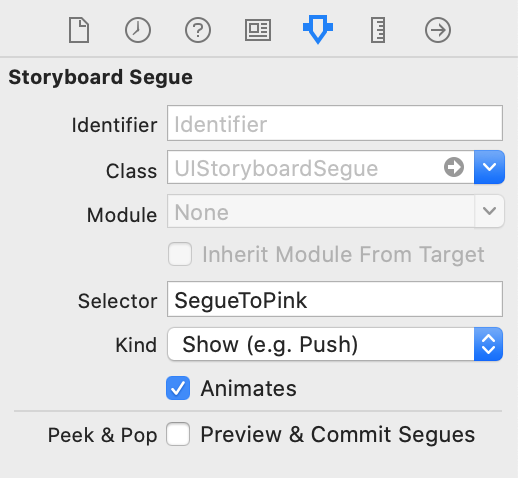 Storyboard Segue
Identifier Identifier
Class UIStoryboardSegue
Module None
Inherit Module From Target
Selector SegueToPink
Kind Show (e.g. Push)
Animates
Peek & Pop Preview & Commit Segues